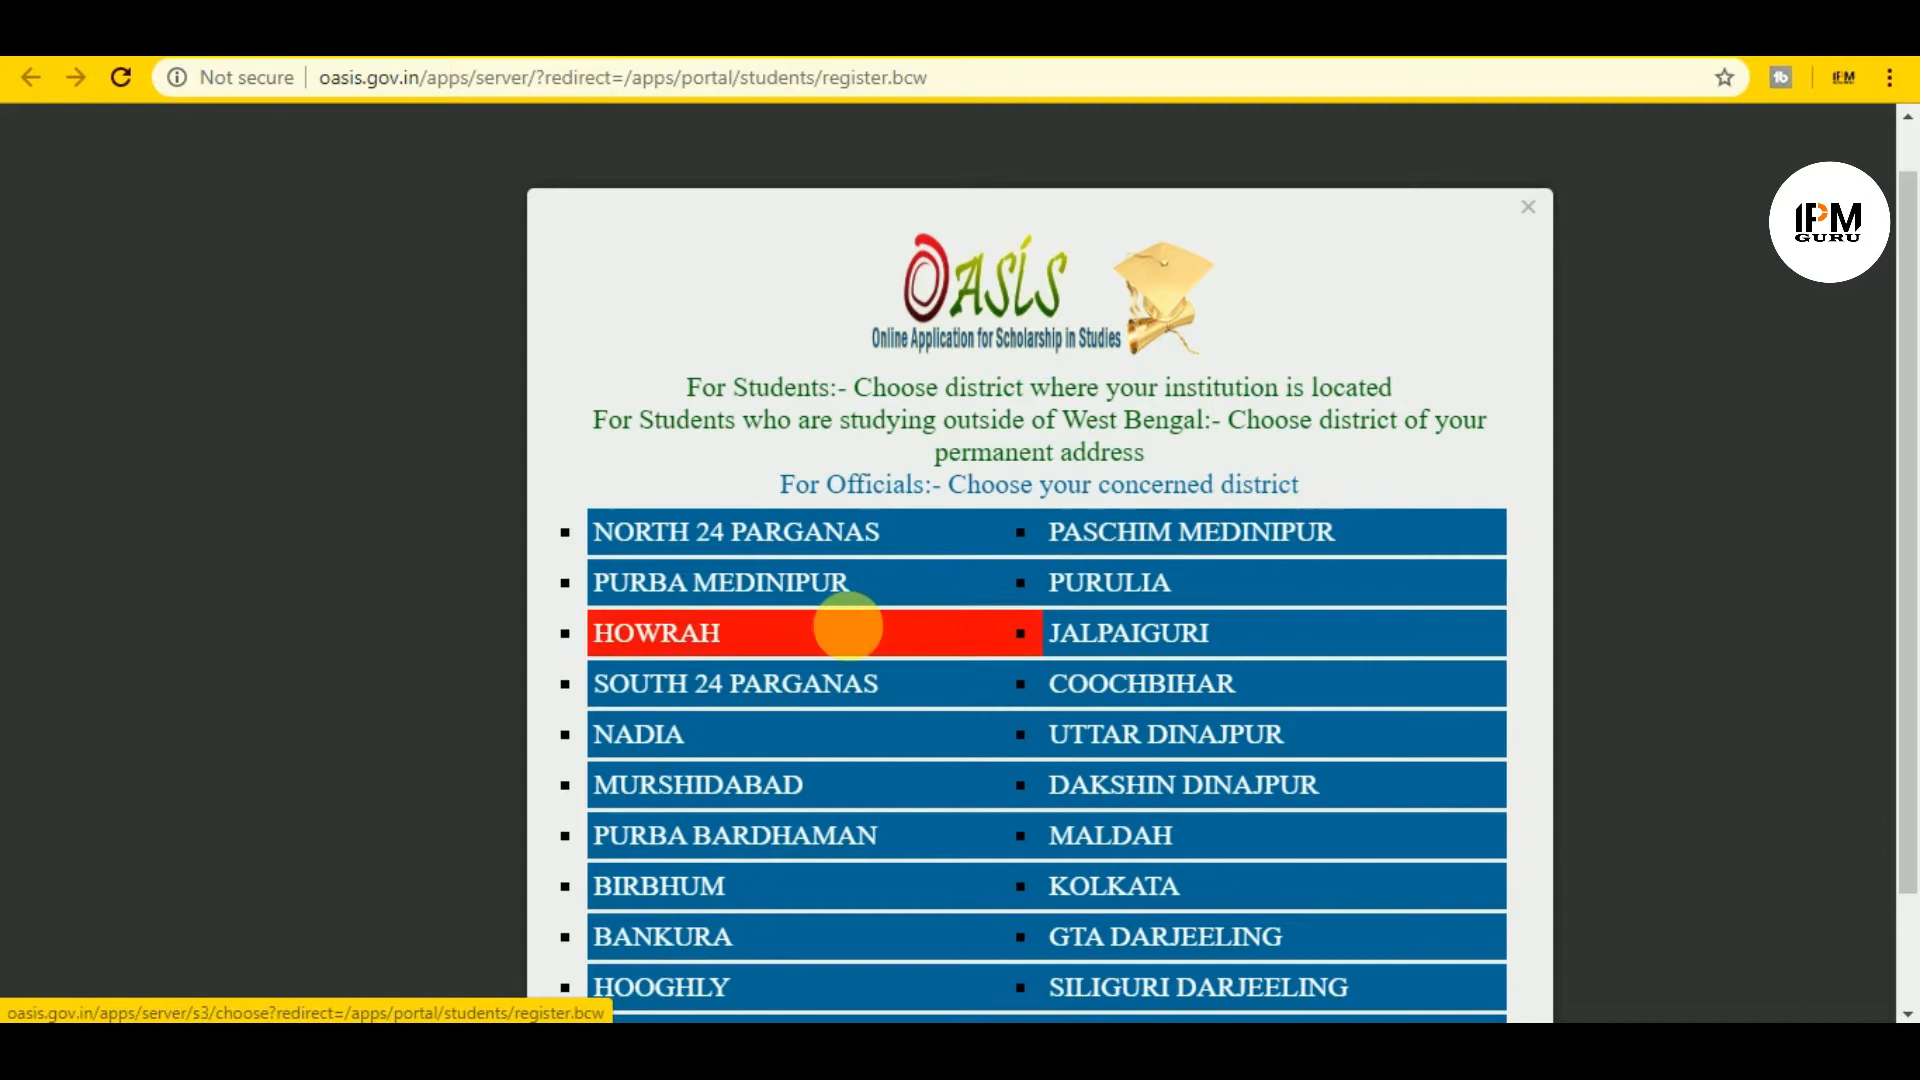 Not secure | oasis.gov.in/apps/server/?redirect=/apps/portal/students/register.bcw
IPM
GURU
OASIS
Online Application for Scholarship in Studies
For Students:- Choose district where your institution is located
For Students who are studying outside of West Bengal:- Choose district of your
permanent address
For Officials:- Choose your concerned district
NORTH 24 PARGANAS
PASCHIM MEDINIPUR
PURBA MEDINIPUR
PURULIA
HOWRAH
JALPAIGURI
SOUTH 24 PARGANAS
COOCHBIHAR
NADIA
UTTAR DINAJPUR
MURSHIDABAD
DAKSHIN DINAJPUR
PURBA BARDHAMAN
MALDAH
BIRBHUM
KOLKATA
BANKURA
GTA DARJEELING
HOOGHLY
SILIGURI DARJEELING
oasis.gov.in/apps/server/s3/choose?redirect=/apps/portal/students/register.bcw